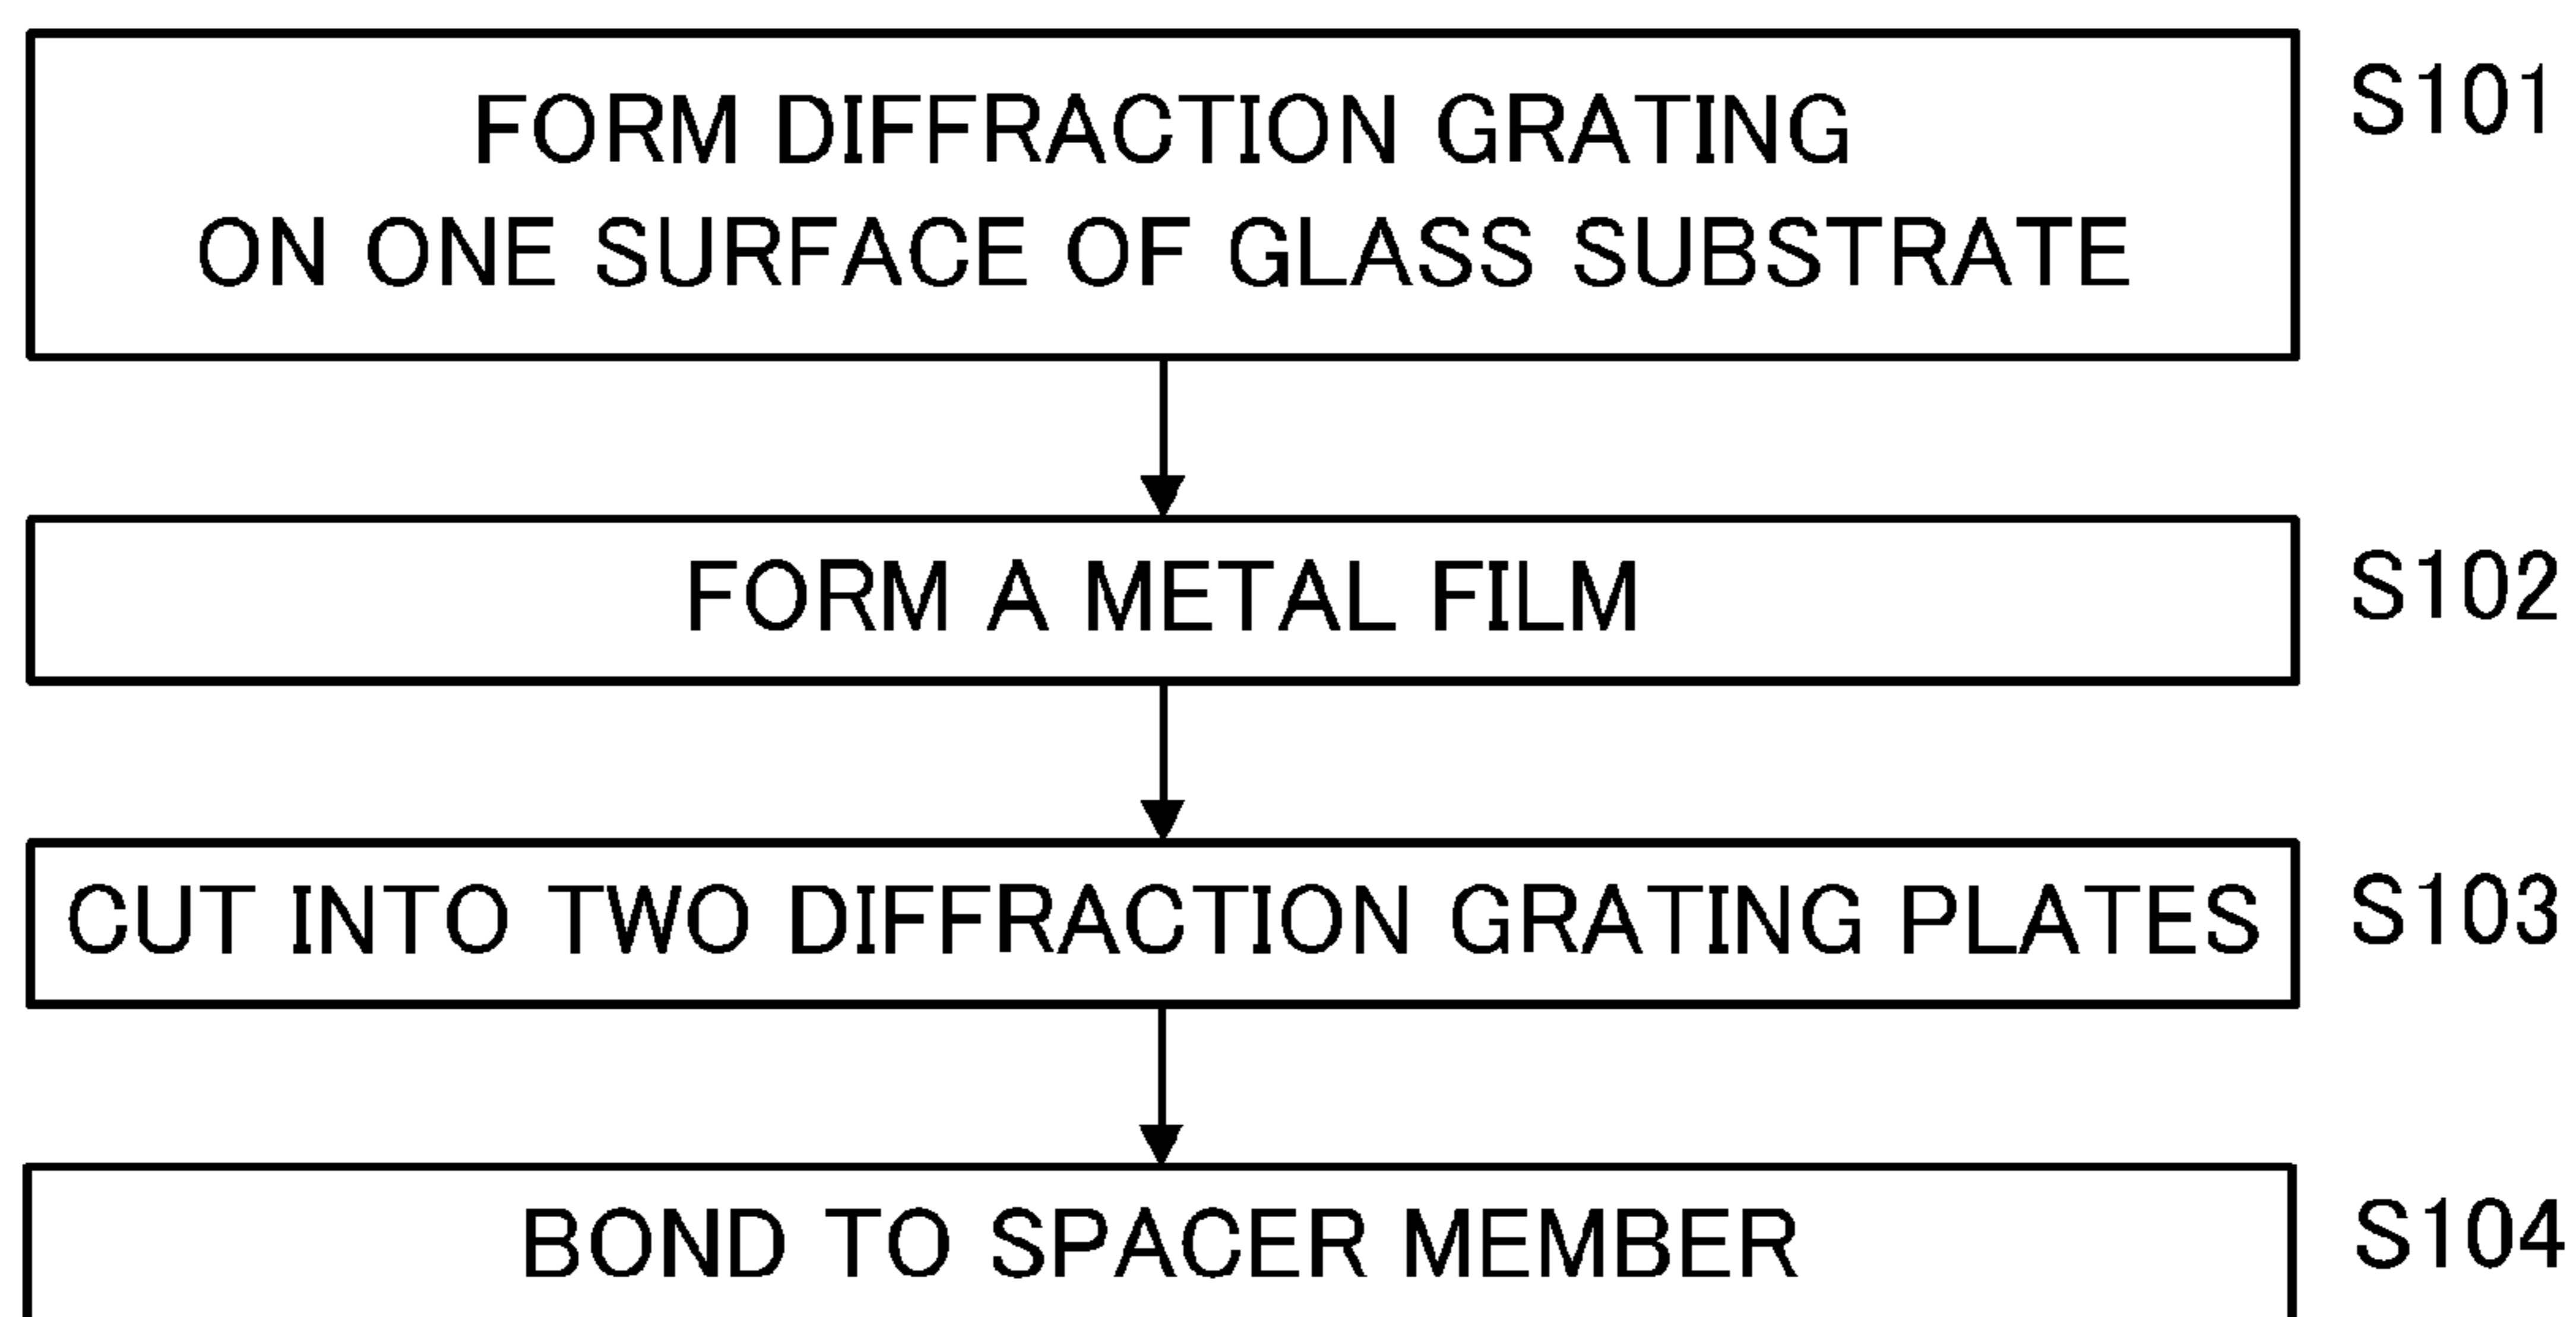 FORM DIFFRACTION GRATING
ON ONE SURFACE OF GLASS SUBSTRATE
S101
FORM A METAL FILM
S102
CUT INTO TWO DIFFRACTION GRATING PLATES
S103
BOND TO SPACER MEMBER
S104